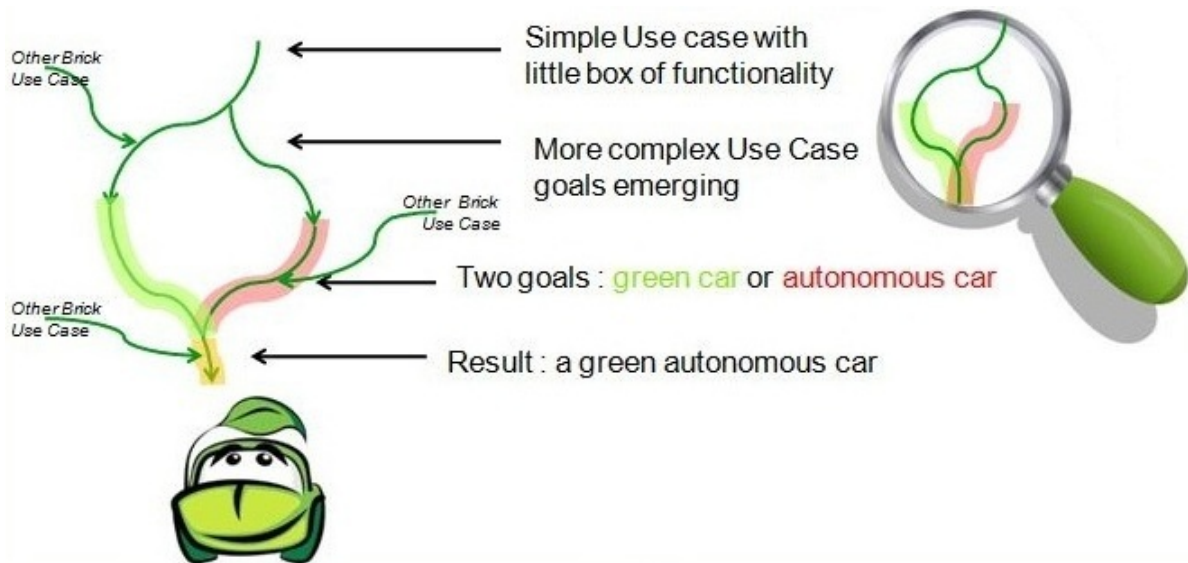 Other Brick
Use Case
Simple Use case with
little box of functionality
More complex Use Case
goals emerging
Other Brick
Use Case
Two goals : green car or autonomous car
Other Brick
Use Case
Result : a green autonomous car